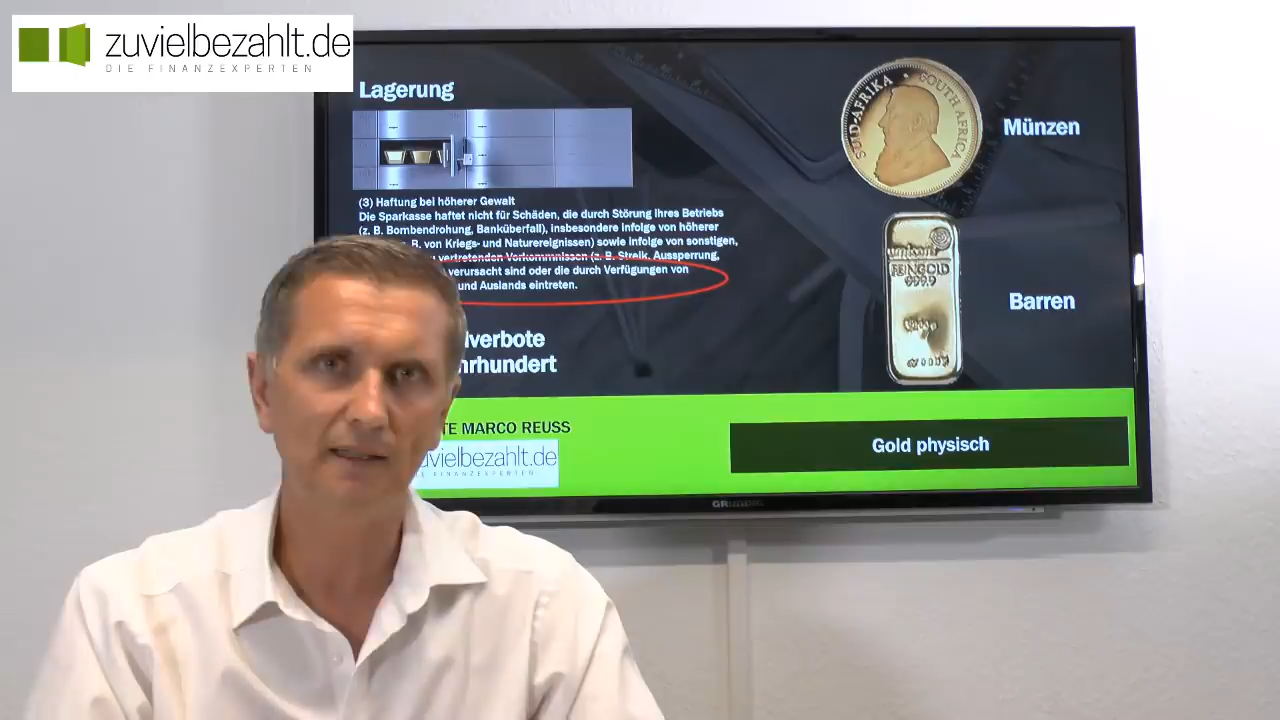 zuvielbezahlt.de
DIE FINANZEXPERTEN
Lagerung
SUID-AFRIKA · SOUTH AFRICA
Münzen
(3) Haftung bei höherer Gewalt
Die Sparkasse haftet nicht für Schäden, die durch Störung ihres Betriebs
(z. B. Bombendrohung, Banküberfall), insbesondere infolge von höherer
B. von Kriegs- und Naturereignissen) sowie infolge von sonstigen,
vertretenden Vorkommnissen (z. B. Streik, Aussperrung,
verursacht sind oder die durch Verfügungen von
und Auslands eintreten.
FEINGOLD
999.9
Barren
lverbote
hrhundert
TE MARCO REUSS
uvielbezahlt.de
E FINANZEXPERTEN
Gold physisch